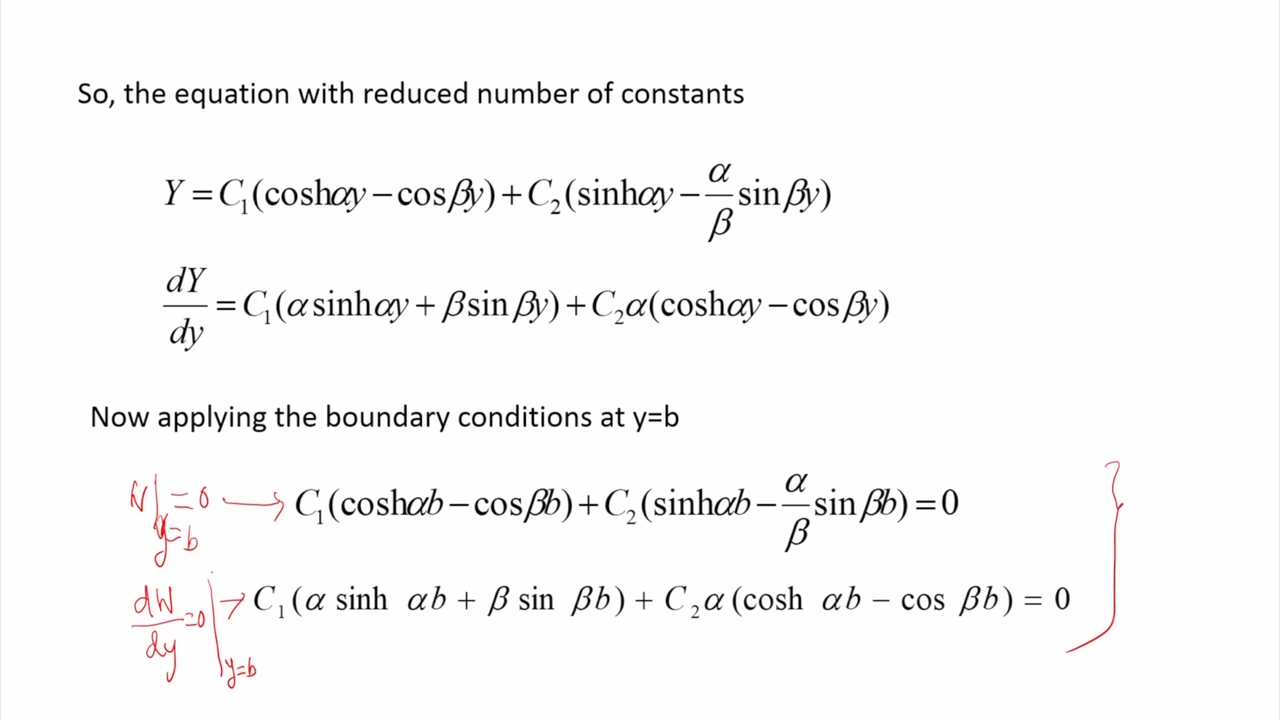 So, the equation with reduced number of constants
Y = C₁(coshαy − cosβy) + C₂(sinhαy − α/β sinβy)
dY/dy = C₁(α sinhαy + β sinβy) + C₂α(coshαy − cosβy)
Now applying the boundary conditions at y=b
W|y=b =0 → C₁(coshαb − cosβb) + C₂(sinhαb − α/β sinβb) = 0
dW/dy =0|y=b → C₁(α sinh αb + β sin βb) + C₂α(cosh αb − cos βb) = 0